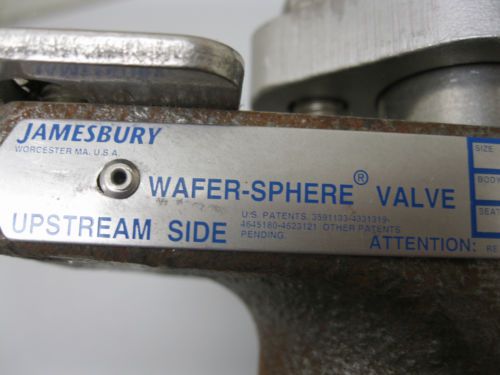 JAMESBURY
WORCESTER MA. U.S.A.
WAFER-SPHERE® VALVE
UPSTREAM SIDE
U.S. PATENTS. 3591133-4331319-
4645180-4623121 OTHER PATENTS
PENDING.
ATTENTION:
SIZE
BODY
SEAT